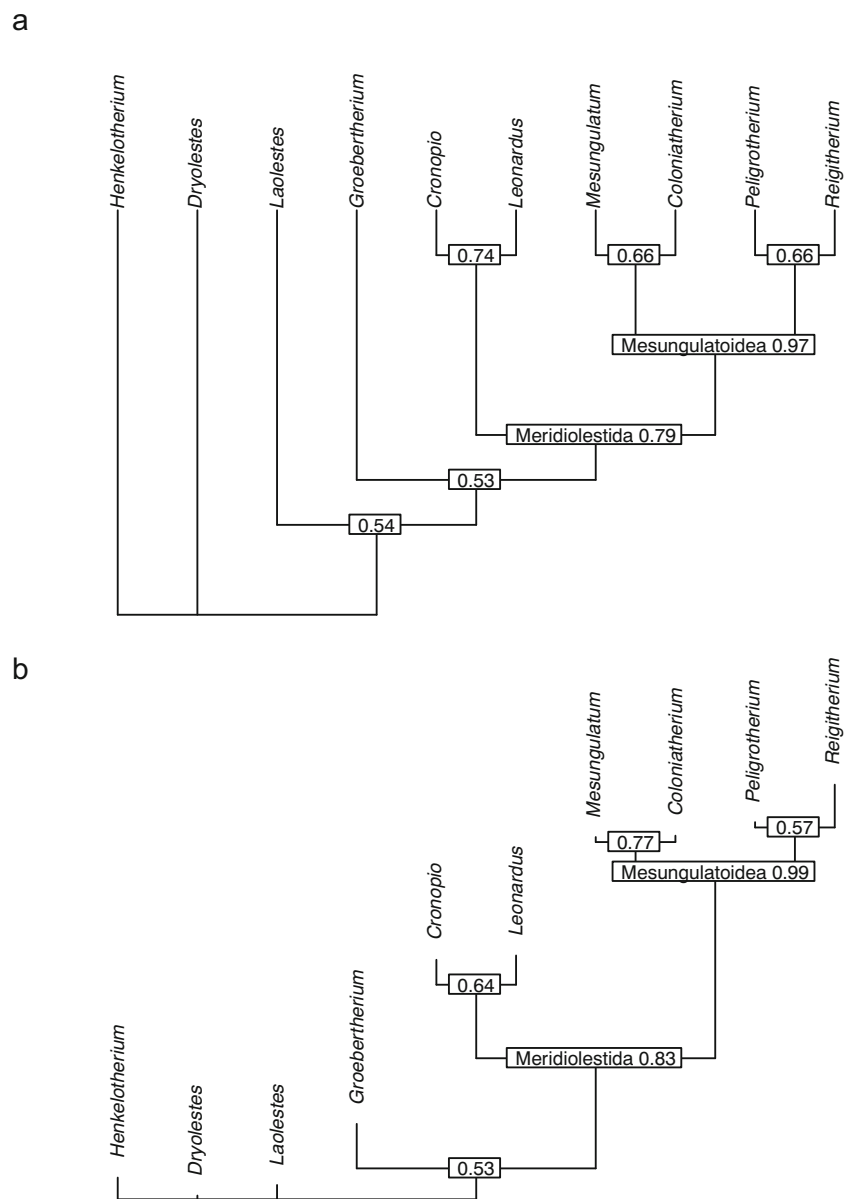 a
Henkelotherium
Dryolestes
Laolestes
Groebertherium
Cronopio
Leonardus
Mesungulatum
Coloniatherium
Peligrotherium
Reigitherium
0.74
0.66
0.66
Mesungulatoidea 0.97
Meridiolestida 0.79
0.53
0.54
b
Henkelotherium
Dryolestes
Laolestes
Groebertherium
Cronopio
Leonardus
Mesungulatum
Coloniatherium
Peligrotherium
Reigitherium
0.77
0.57
Mesungulatoidea 0.99
0.64
Meridiolestida 0.83
0.53